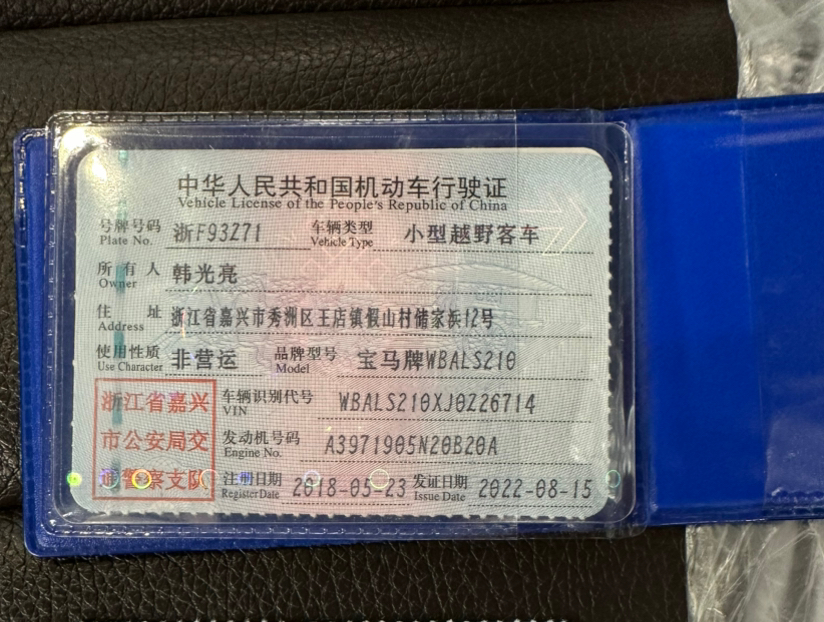 中华人民共和国机动车行驶证
Vehicle License of the People's Republic of China
号牌号码 浙F93Z71 车辆类型 小型越野客车
Plate No. Vehicle Type
所有人 韩光亮
Owner
住址 浙江省嘉兴市秀洲区王店镇假山村储家浜12号
Address
使用性质 非营运 品牌型号 宝马牌WBALS210
Use Character Model
浙江省嘉兴 车辆识别代号 WBALS210XJ0Z26714
VIN
市公安局交 发动机号码 A3971905N20B20A
Engine No.
通警察支队 注册日期 2018-05-23 发证日期 2022-08-15
Register Date Issue Date